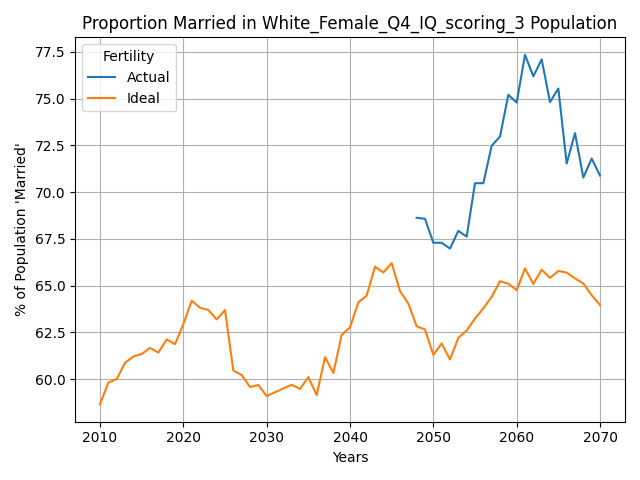 Proportion Married in White_Female_Q4_IQ_scoring_3 Population
Fertility
Actual
Ideal
% of Population 'Married'
77.5
75.0
72.5
70.0
67.5
65.0
62.5
60.0
2010 2020 2030 2040 2050 2060 2070
Years